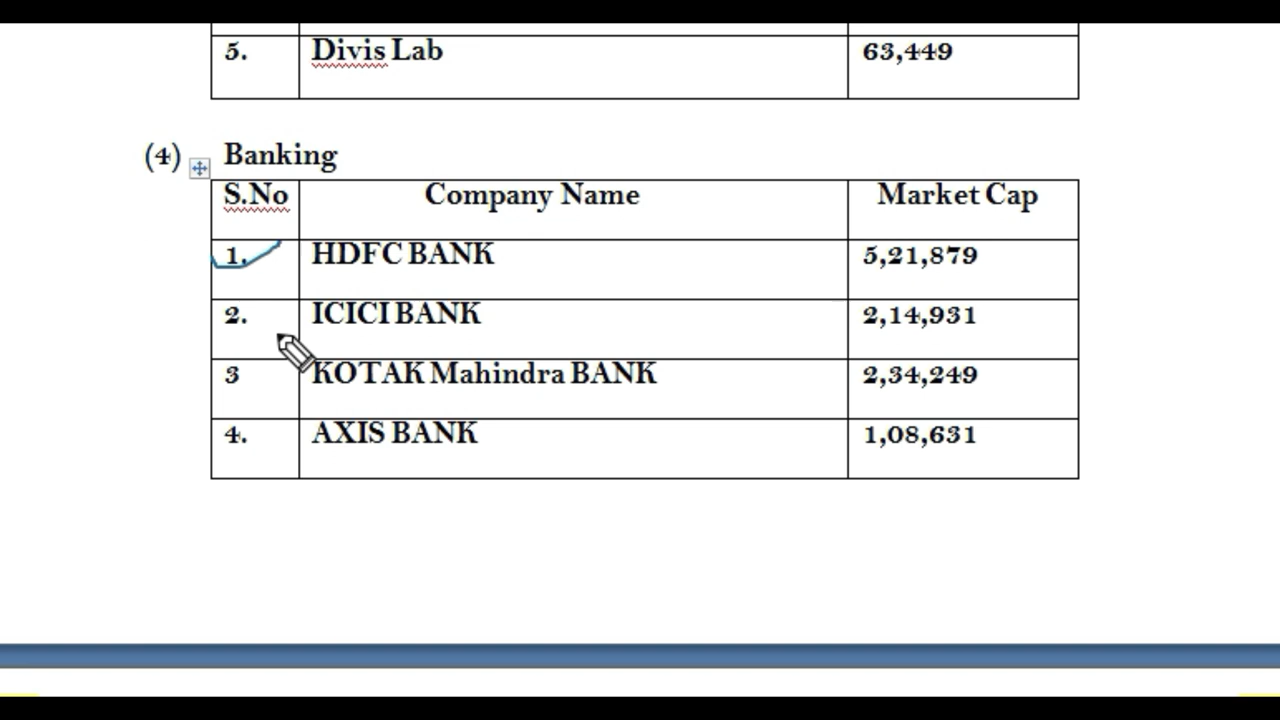 5. Divis Lab 63,449
(4) Banking
S.No Company Name Market Cap
1. HDFC BANK 5,21,879
2. ICICI BANK 2,14,931
3 KOTAK Mahindra BANK 2,34,249
4. AXIS BANK 1,08,631